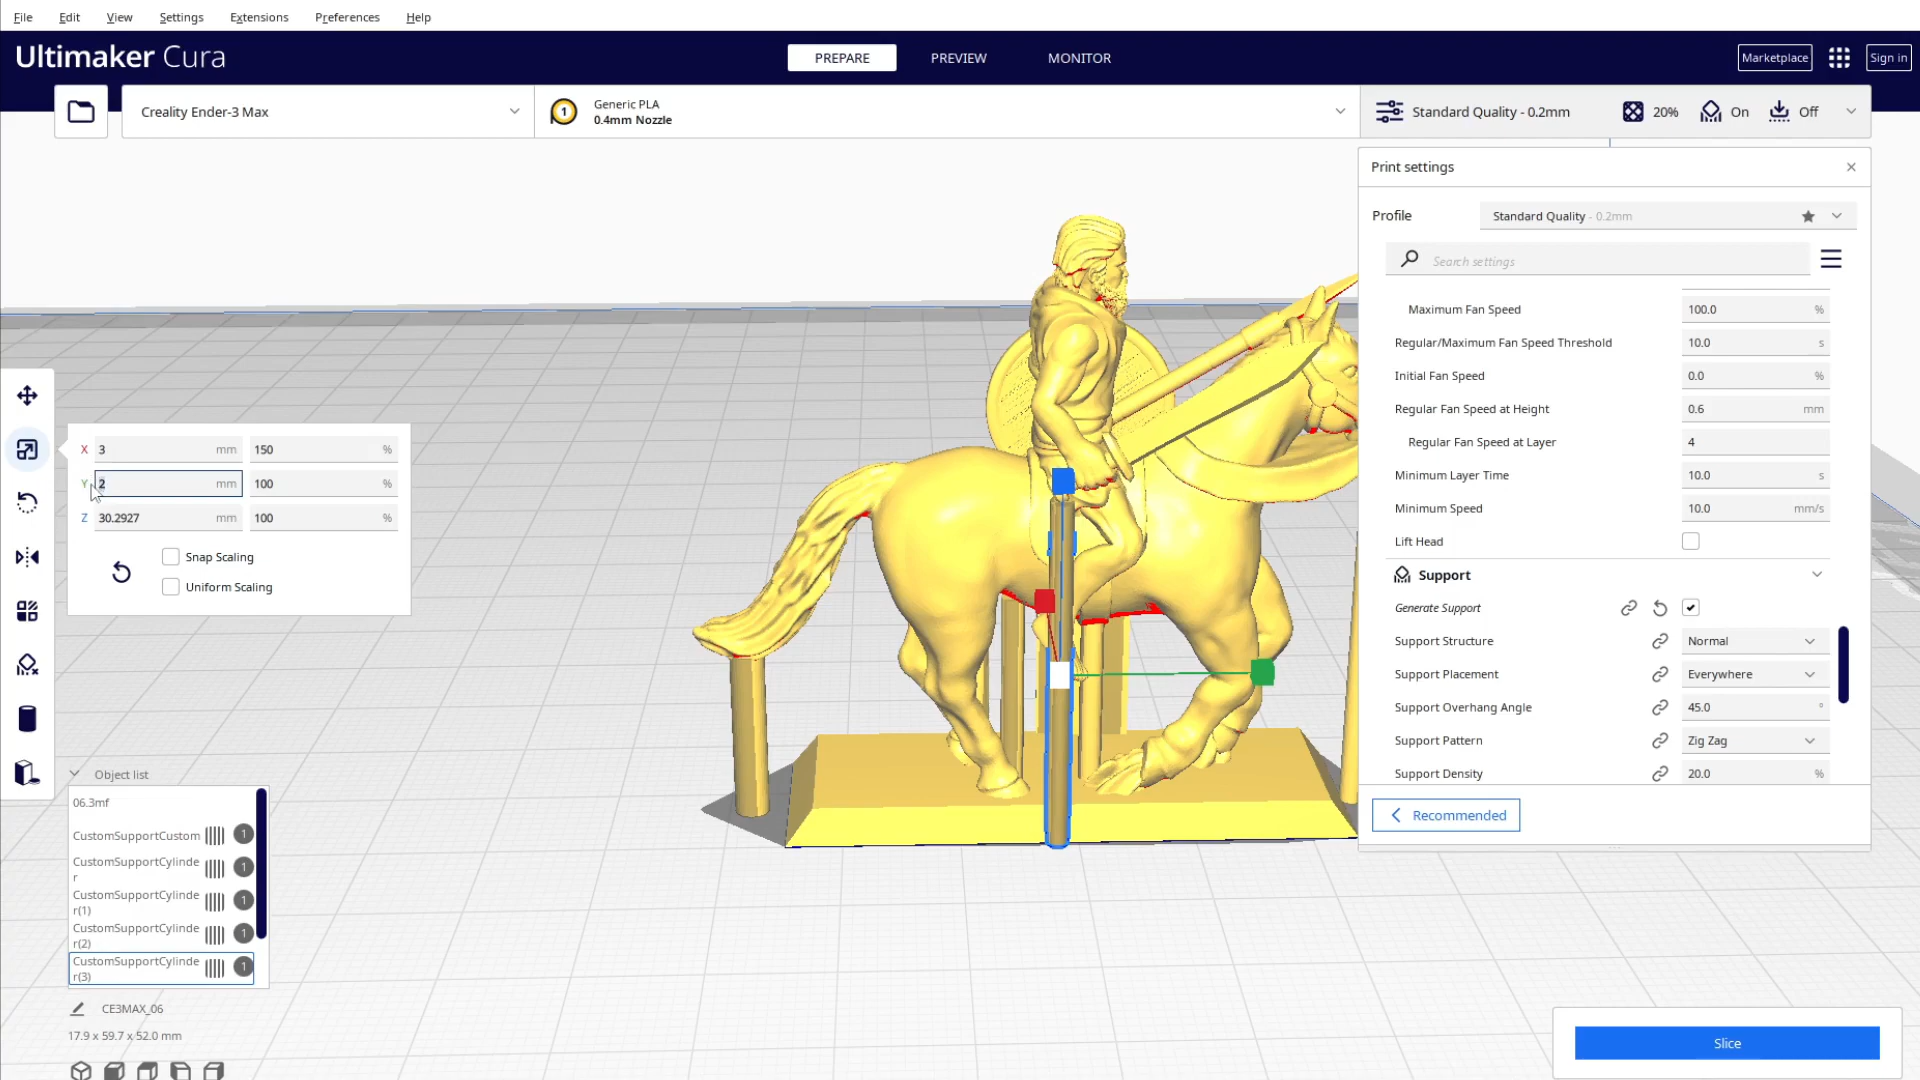 File Edit View Settings Extensions Preferences Help
Ultimaker Cura
PREPARE PREVIEW MONITOR
Marketplace Sign in
Creality Ender-3 Max
1 Generic PLA
0.4mm Nozzle
Standard Quality - 0.2mm 20% On Off
Print settings
Profile Standard Quality - 0.2mm
Search settings
Maximum Fan Speed 100.0 %
Regular/Maximum Fan Speed Threshold 10.0 s
Initial Fan Speed 0.0 %
Regular Fan Speed at Height 0.6 mm
Regular Fan Speed at Layer 4
Minimum Layer Time 10.0 s
Minimum Speed 10.0 mm/s
Lift Head
Support
Generate Support
Support Structure Normal
Support Placement Everywhere
Support Overhang Angle 45.0 °
Support Pattern Zig Zag
Support Density 20.0 %
Recommended
X 3 mm 150 %
Y 2 mm 100 %
Z 30.2927 mm 100 %
Snap Scaling
Uniform Scaling
Object list
06.3mf
CustomSupportCustom 1
CustomSupportCylinde
r 1
CustomSupportCylinde
r(1) 1
CustomSupportCylinde
r(2) 1
CustomSupportCylinde
r(3) 1
CE3MAX_06
17.9 x 59.7 x 52.0 mm
Slice